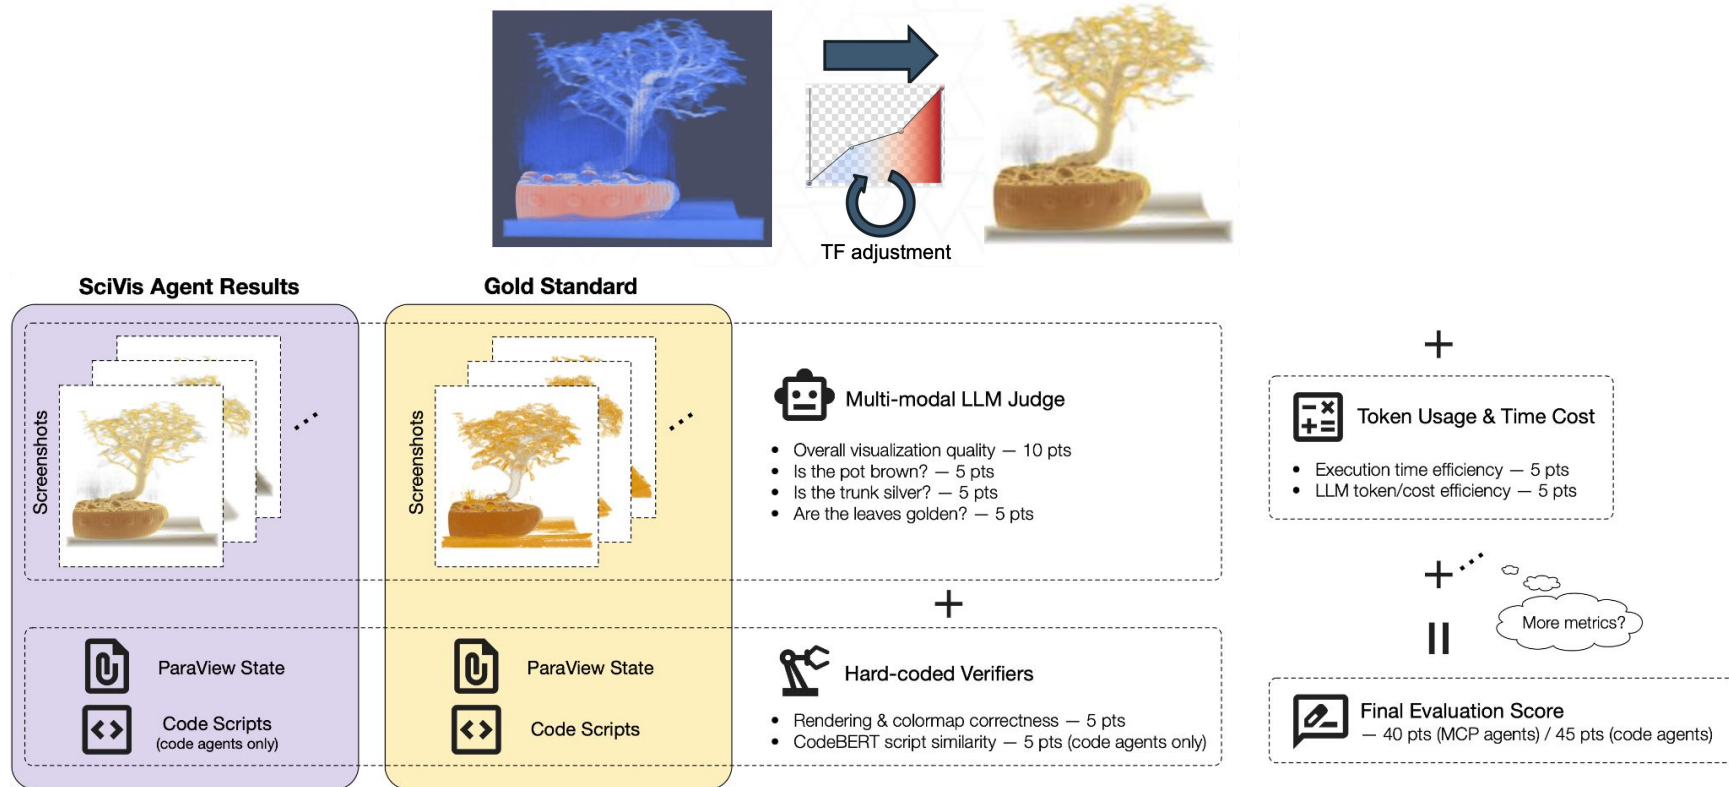 TF adjustment
SciVis Agent Results
Gold Standard
Screenshots
Screenshots
Multi-modal LLM Judge
• Overall visualization quality — 10 pts
• Is the pot brown? — 5 pts
• Is the trunk silver? — 5 pts
• Are the leaves golden? — 5 pts
+
Token Usage & Time Cost
• Execution time efficiency — 5 pts
• LLM token/cost efficiency — 5 pts
+
+
More metrics?
ParaView State
Code Scripts
(code agents only)
ParaView State
Code Scripts
Hard-coded Verifiers
• Rendering & colormap correctness — 5 pts
• CodeBERT script similarity — 5 pts (code agents only)
Final Evaluation Score
— 40 pts (MCP agents) / 45 pts (code agents)